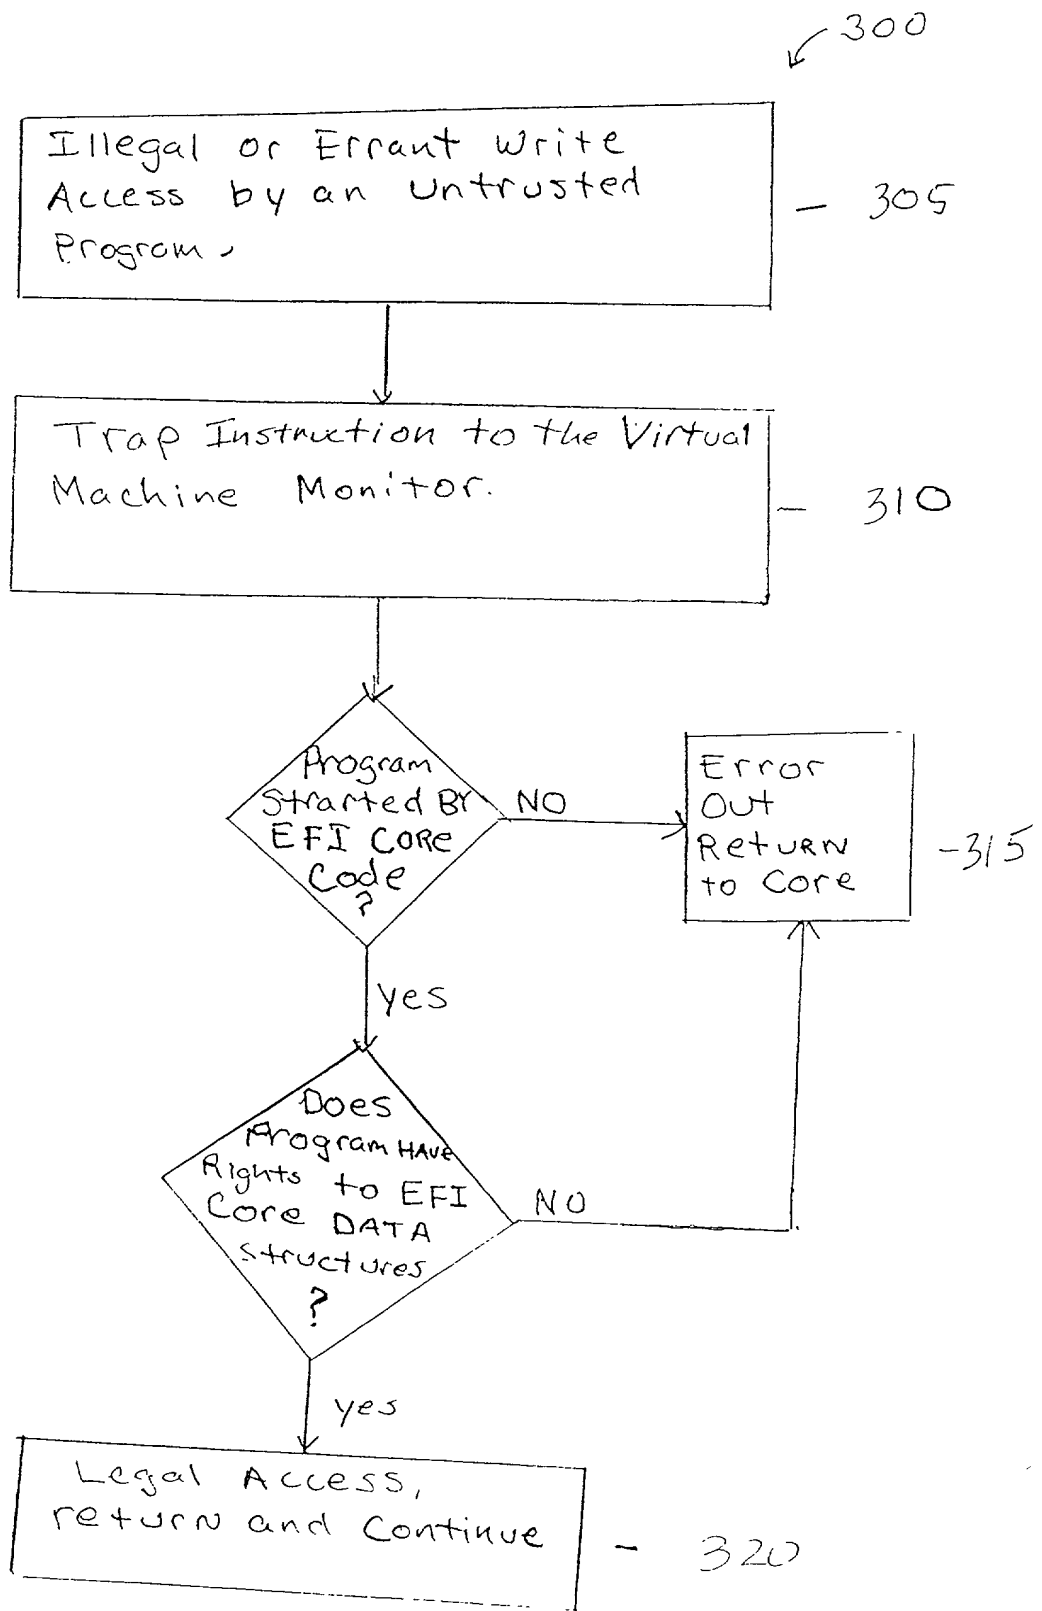 300
Illegal or Errant Write
Access by an Untrusted
Program.
- 305
Trap Instruction to the Virtual
Machine Monitor.
- 310
Program
Strarted By
EFI CORE
Code
?
NO
Error
Out
Return
to Core
-315
yes
Does
Program HAVE
Rights to EFI
Core DATA
structures
?
NO
yes
Legal Access,
return and Continue
- 320